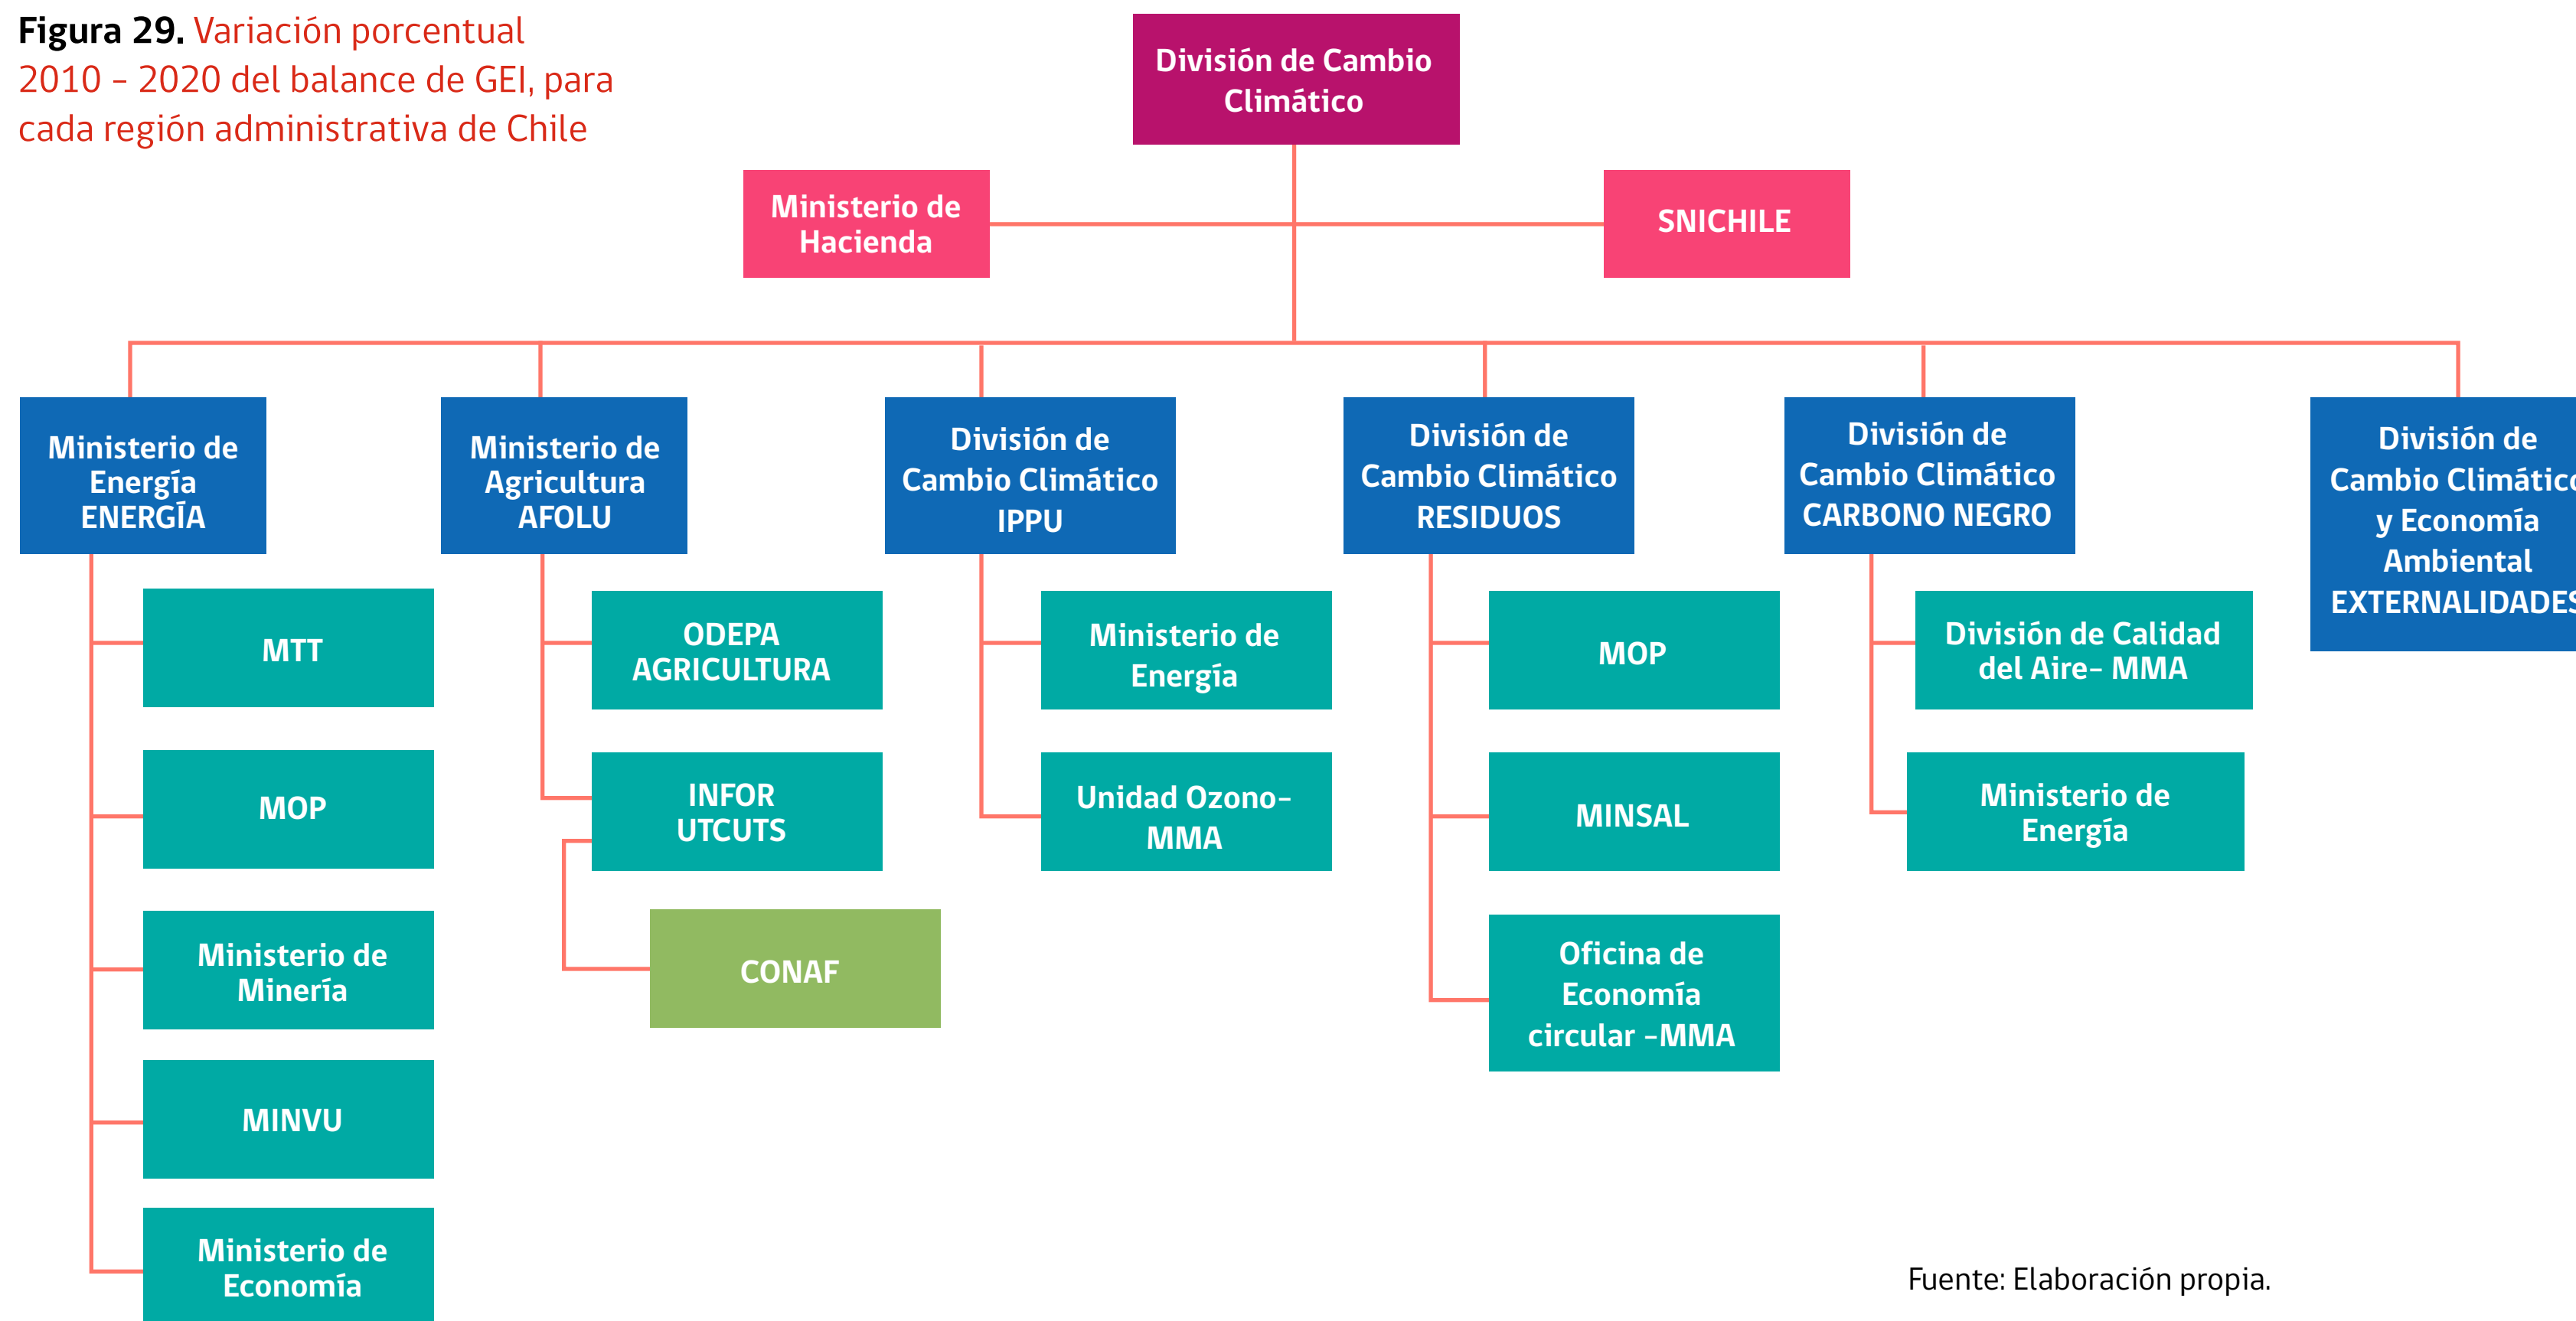 Figura 29. Variación porcentual
2010 – 2020 del balance de GEI, para
cada región administrativa de Chile
División de Cambio
Climático
Ministerio de
Hacienda
SNICHILE
Ministerio de
Energía
ENERGÍA
Ministerio de
Agricultura
AFOLU
División de
Cambio Climático
IPPU
División de
Cambio Climático
RESIDUOS
División de
Cambio Climático
CARBONO NEGRO
División de
Cambio Climático
y Economía
Ambiental
EXTERNALIDADES
MTT
MOP
Ministerio de
Minería
MINVU
Ministerio de
Economía
ODEPA
AGRICULTURA
INFOR
UTCUTS
CONAF
Ministerio de
Energía
Unidad Ozono–
MMA
MOP
MINSAL
Oficina de
Economía
circular –MMA
División de Calidad
del Aire– MMA
Ministerio de
Energía
Fuente: Elaboración propia.